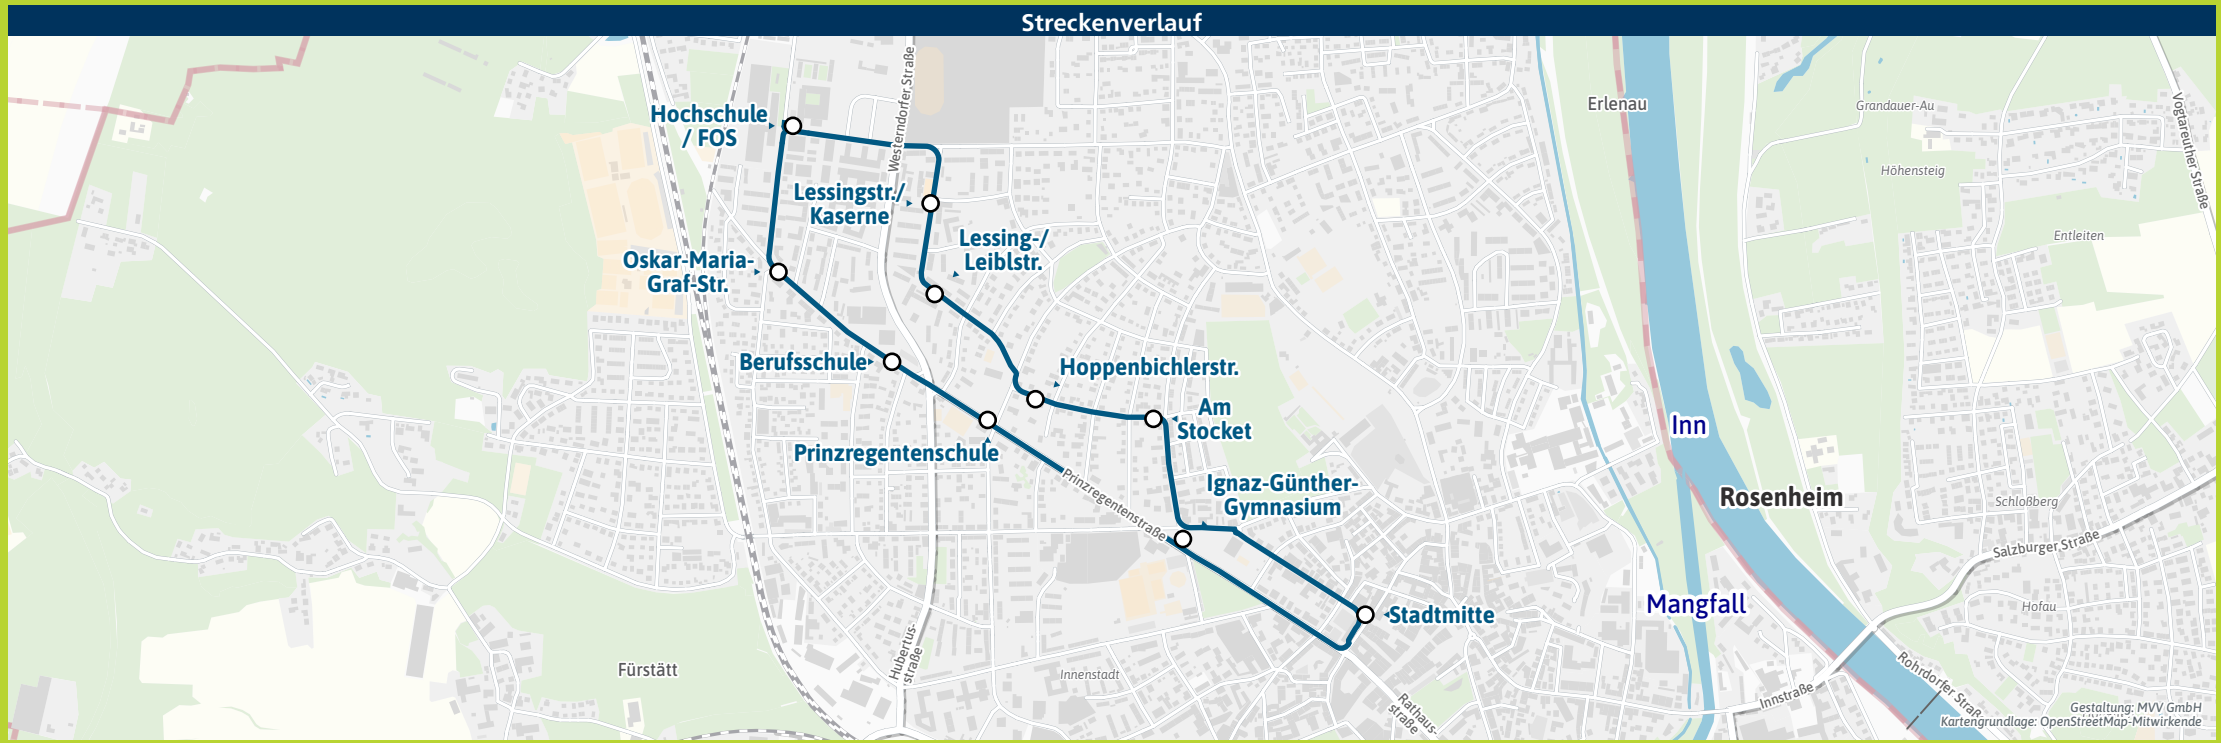 Streckenverlauf
Westerndorfer Straße
Erlenau
Grandauer-Au
Vogtareuther Straße
Hochschule
/ FOS
Höhensteig
Lessingstr./
Kaserne
Entleiten
Lessing-/
Leiblstr.
Oskar-Maria-
Graf-Str.
Berufsschule
Hoppenbichlerstr.
Am
Stocket
Inn
Prinzregentenschule
Ignaz-Günther-
Gymnasium
Prinzregentenstraße
Rosenheim
Schloßberg
Salzburger Straße
Mangfall
Hofau
Stadtmitte
Fürstätt
Hubertus-
straße
Innenstadt
Rathaus-
straße
Innstraße
Rohrdorfer Straß
Gestaltung: MVV GmbH
Kartengrundlage: OpenStreetMap-Mitwirkende